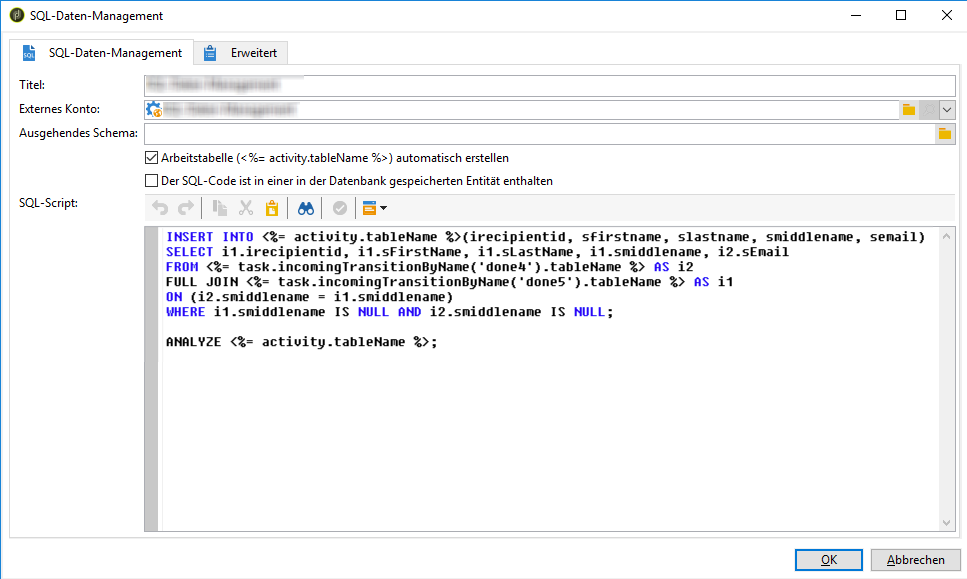 SQL-Daten-Management
SQL-Daten-Management
Erweitert
Titel:
Externes Konto:
Ausgehendes Schema:
Arbeitstabelle (<%= activity.tableName %>) automatisch erstellen
Der SQL-Code ist in einer in der Datenbank gespeicherten Entität enthalten
SQL-Script:
INSERT INTO <%= activity.tableName %>(irecipientid, sfirstname, slastname, smiddlename, semail)
SELECT i1.irecipientid, i1.sFirstName, i1.sLastName, i1.smiddlename, i2.sEmail
FROM <%= task.incomingTransitionByName('done4').tableName %> AS i2
FULL JOIN <%= task.incomingTransitionByName('done5').tableName %> AS i1
ON (i2.smiddlename = i1.smiddlename)
WHERE i1.smiddlename IS NULL AND i2.smiddlename IS NULL;
ANALYZE <%= activity.tableName %>;
OK
Abbrechen